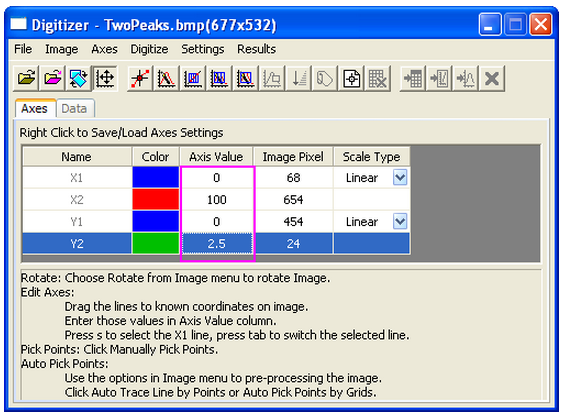 Digitizer - TwoPeaks.bmp(677x532)
File Image Axes Digitize Settings Results
Axes Data
Right Click to Save/Load Axes Settings
Name Color Axis Value Image Pixel Scale Type
X1 0 68 Linear
X2 100 654
Y1 0 454 Linear
Y2 2.5 24
Rotate: Choose Rotate from Image menu to rotate Image.
Edit Axes:
Drag the lines to known coordinates on image.
Enter those values in Axis Value column.
Press s to select the X1 line, press tab to switch the selected line.
Pick Points: Click Manually Pick Points.
Auto Pick Points:
Use the options in Image menu to pre-processing the image.
Click Auto Trace Line by Points or Auto Pick Points by Grids.